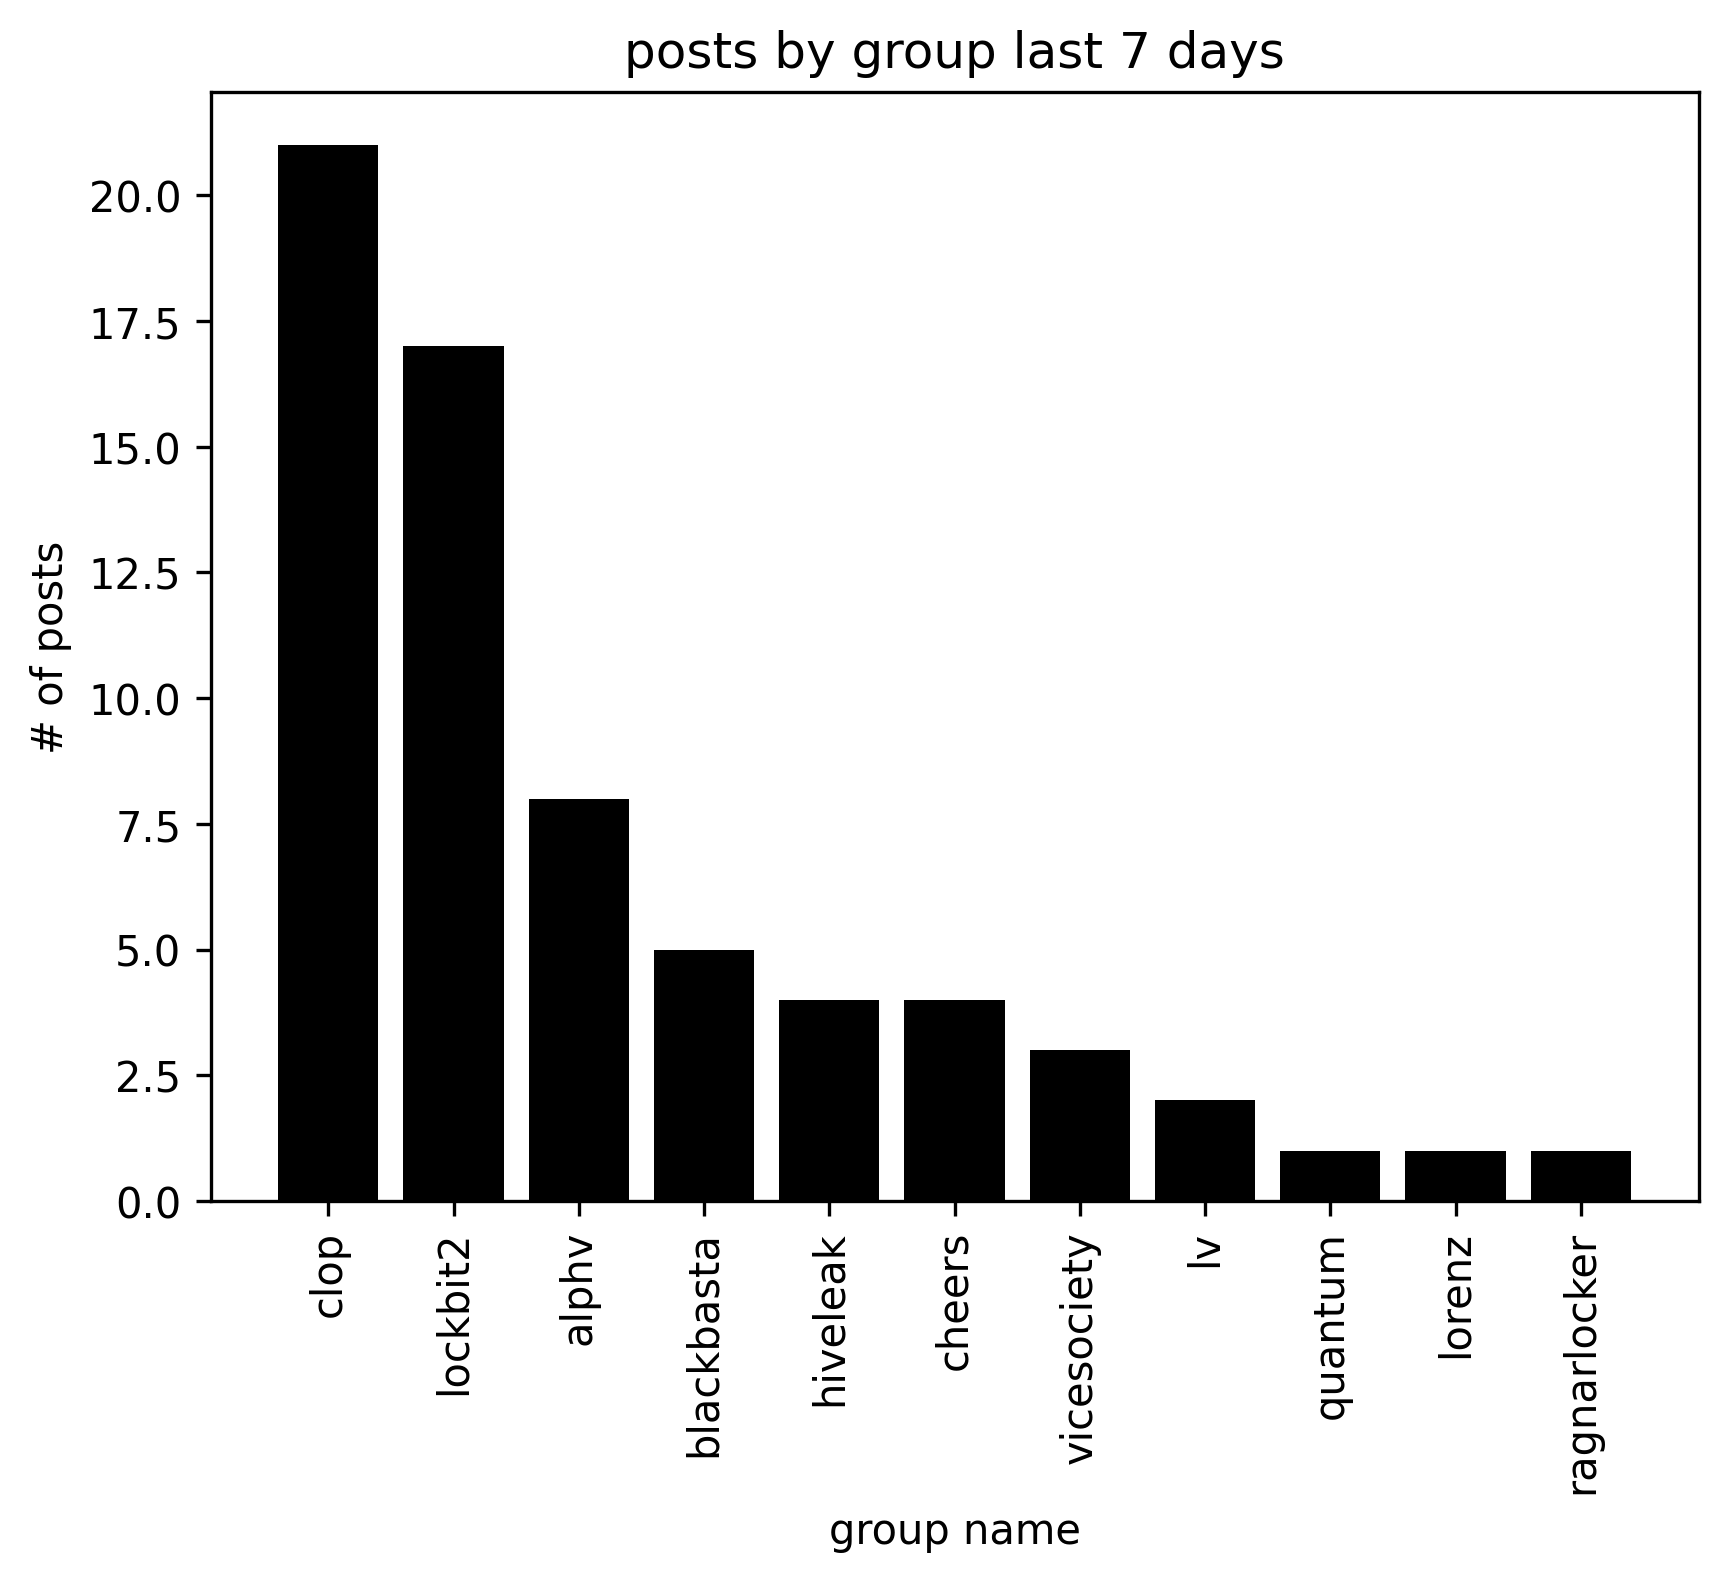 posts by group last 7 days
# of posts
20.0
17.5
15.0
12.5
10.0
7.5
5.0
2.5
0.0
clop
lockbit2
alphv
blackbasta
hiveleak
cheers
vicesociety
lv
quantum
lorenz
ragnarlocker
group name